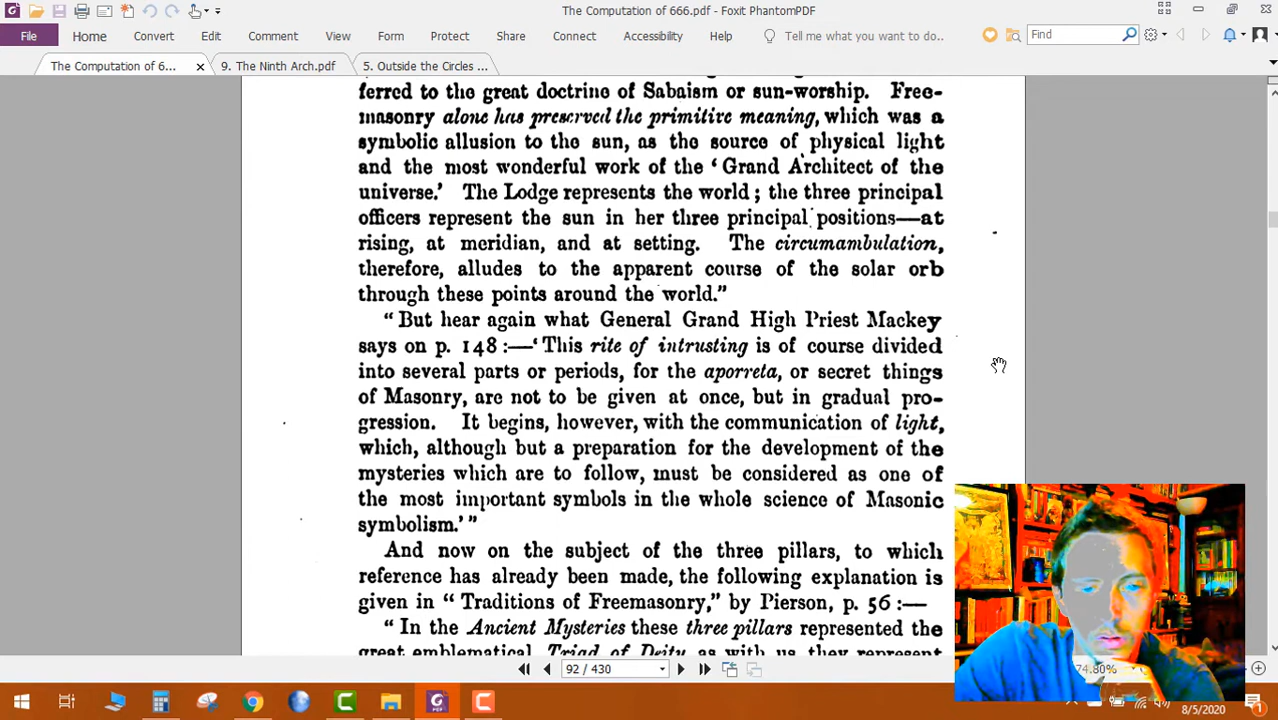 The Computation of 666.pdf - Foxit PhantomPDF
File Home Convert Edit Comment View Form Protect Share Connect Accessibility Help Tell me what you want to do.. Find
The Computation of 6... 9. The Ninth Arch.pdf 5. Outside the Circles ...
ferred to the great doctrine of Sabaism or sun-worship. Free-
masonry alone has preserved the primitive meaning, which was a
symbolic allusion to the sun, as the source of physical light
and the most wonderful work of the ‘ Grand Architect of the
universe.’ The Lodge represents the world ; the three principal
officers represent the sun in her three principal positions—at
rising, at meridian, and at setting. The circumambulation,
therefore, alludes to the apparent course of the solar orb
through these points around the world.”
“ But hear again what General Grand High Priest Mackey
says on p. 148 :—‘ This rite of intrusting is of course divided
into several parts or periods, for the aporreta, or secret things
of Masonry, are not to be given at once, but in gradual pro-
gression. It begins, however, with the communication of light,
which, although but a preparation for the development of the
mysteries which are to follow, must be considered as one of
the most important symbols in the whole science of Masonic
symbolism.’ ”
And now on the subject of the three pillars, to which
reference has already been made, the following explanation is
given in “ Traditions of Freemasonry,” by Pierson, p. 56 :—
“ In the Ancient Mysteries these three pillars represented the
great emblematical Triad of Deity as with us they represent
92 / 430
74.80%
8/5/2020